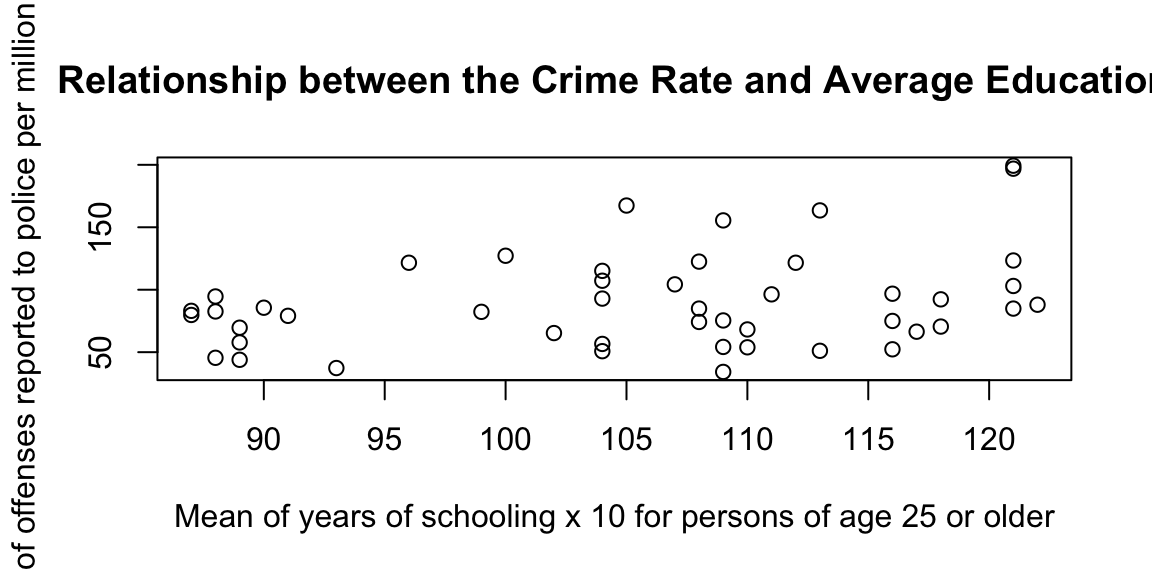 Relationship between the Crime Rate and Average Educatio
of offenses reported to police per million
150
50
90 95 100 105 110 115 120
Mean of years of schooling x 10 for persons of age 25 or older